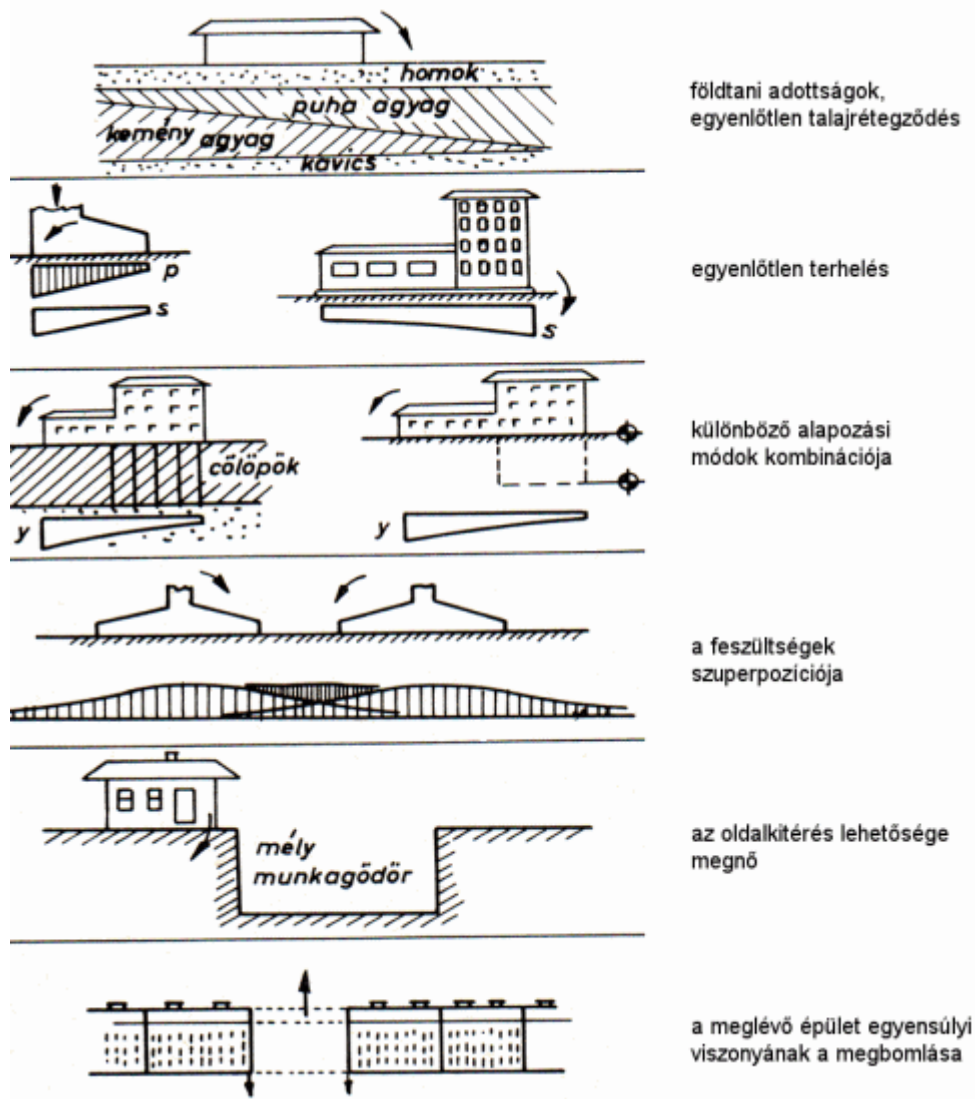 homok
puha agyag
kemény agyag
kavics
földtani adottságok,
egyenlőtlen talajrétegződés
p
s
s
egyenlőtlen terhelés
cölöpök
y
y
különböző alapozási
módok kombinációja
a feszültségek
szuperpozíciója
mély
munkagödör
az oldalkitérés lehetősége
megnő
a meglévő épület egyensúlyi
viszonyának a megbomlása